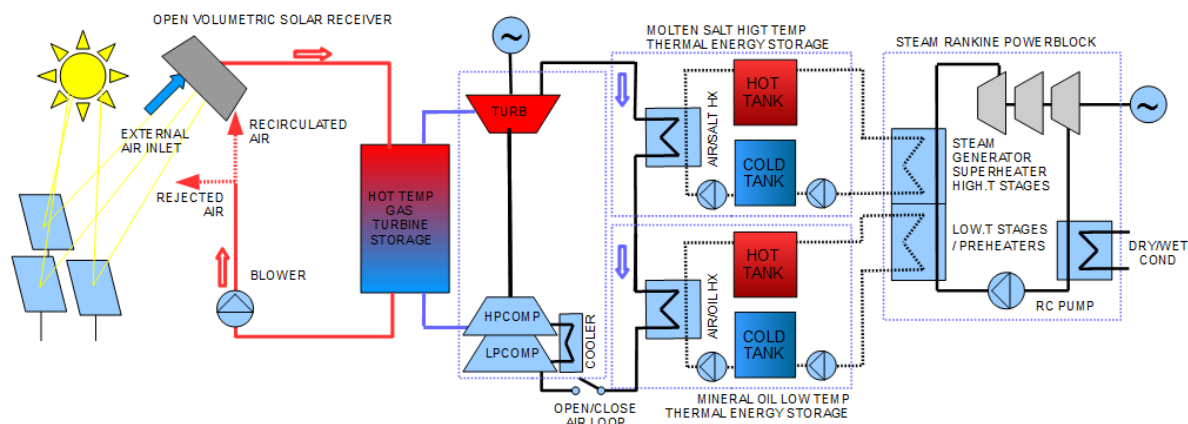 OPEN VOLUMETRIC SOLAR RECEIVER
EXTERNAL
AIR INLET
RECIRCULATED
AIR
REJECTED
AIR
BLOWER
HOT TEMP
GAS
TURBINE
STORAGE
~
TURB
HPCOMP
LPCOMP
COOLER
OPEN/CLOSE
AIR LOOP
MOLTEN SALT HIGT TEMP
THERMAL ENERGY STORAGE
AIR/SALT HX
HOT
TANK
COLD
TANK
AIR/OIL HX
HOT
TANK
COLD
TANK
MINERAL OIL LOW TEMP
THERMAL ENERGY STORAGE
STEAM RANKINE POWERBLOCK
~
STEAM
GENERATOR
SUPERHEATER
HIGH.T STAGES
LOW.T STAGES
/ PREHEATERS
DRY/WET
COND
RC PUMP